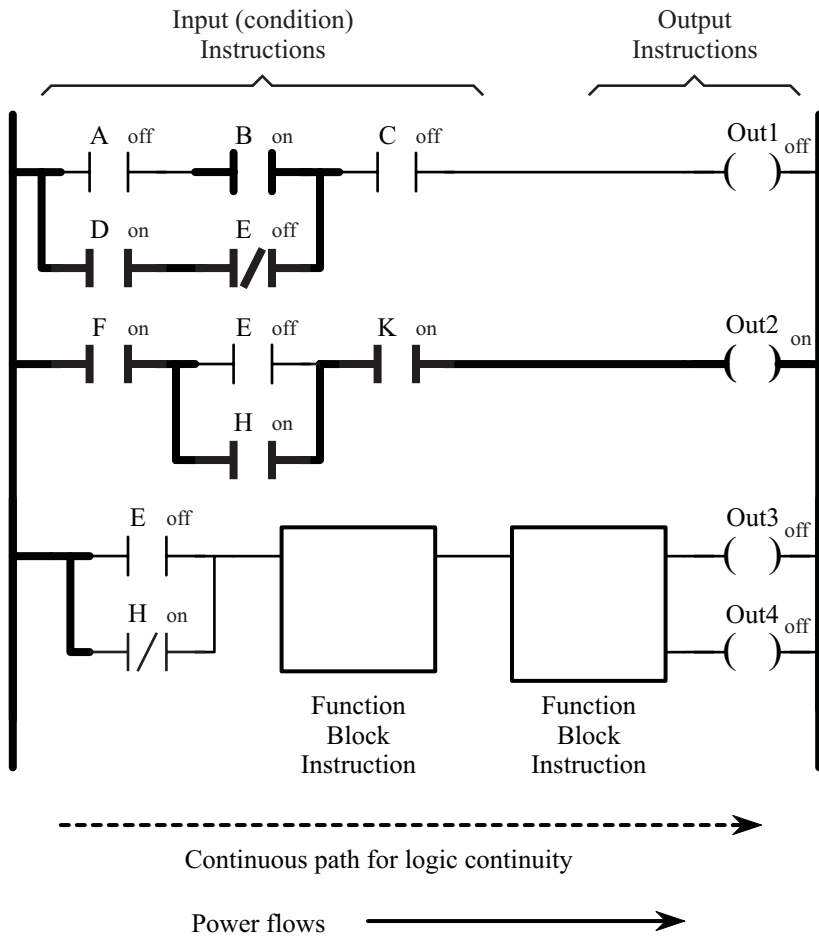 Input (condition)
Instructions
Output
Instructions
A off B on C off Out1 off
D on E off
F on E off K on Out2 on
H on
E off Out3 off
H on Out4 off
Function
Block
Instruction
Function
Block
Instruction
Continuous path for logic continuity
Power flows